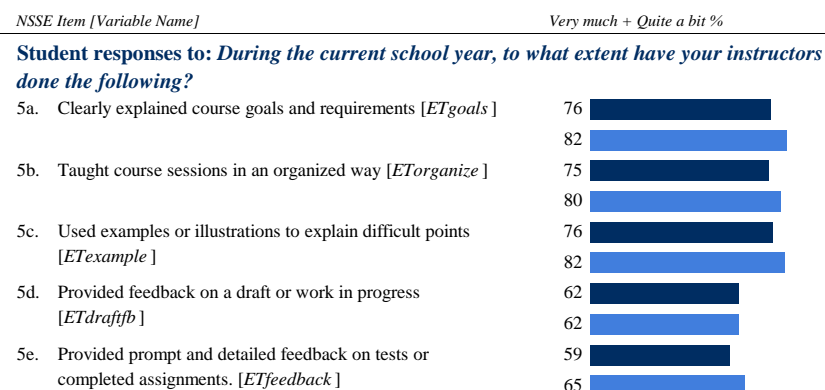 NSSE Item [Variable Name] Very much + Quite a bit %
Student responses to: During the current school year, to what extent have your instructors
done the following?
5a. Clearly explained course goals and requirements [ETgoals ] 76
82
5b. Taught course sessions in an organized way [ETorganize ] 75
80
5c. Used examples or illustrations to explain difficult points 76
[ETexample ] 82
5d. Provided feedback on a draft or work in progress 62
[ETdraftfb ] 62
5e. Provided prompt and detailed feedback on tests or 59
completed assignments. [ETfeedback ] 65